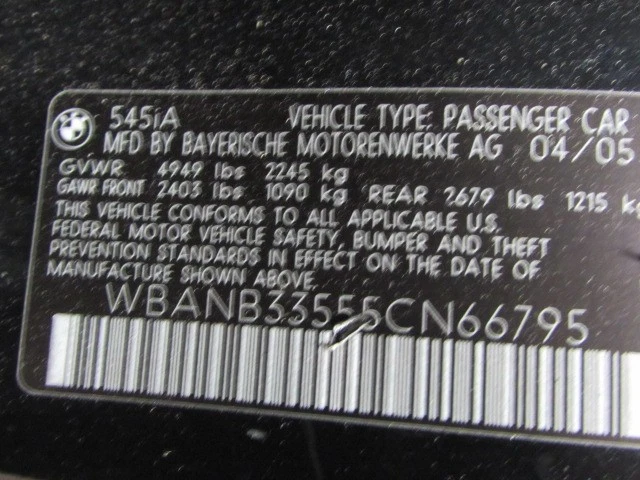 BMW
545iA VEHICLE TYPE: PASSENGER CAR
MFD BY BAYERISCHE MOTORENWERKE AG 04/05
GVWR 4949 lbs 2245 kg
GAWR FRONT 2403 lbs 1090 kg REAR 2679 lbs 1215 kg
THIS VEHICLE CONFORMS TO ALL APPLICABLE U.S.
FEDERAL MOTOR VEHICLE SAFETY, BUMPER AND THEFT
PREVENTION STANDARDS IN EFFECT ON THE DATE OF
MANUFACTURE SHOWN ABOVE.
WBANB33555CN66795